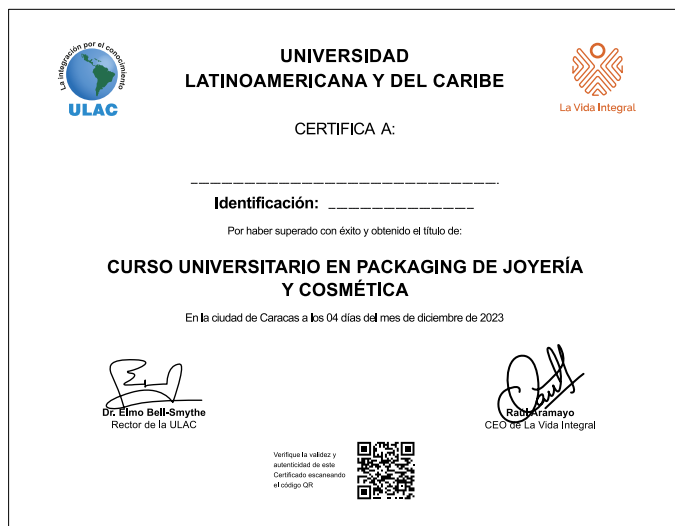 La integración por el conocimiento
ULAC
UNIVERSIDAD
LATINOAMERICANA Y DEL CARIBE
La Vida Integral
CERTIFICA A:
Identificación:
Por haber superado con éxito y obtenido el título de:
CURSO UNIVERSITARIO EN PACKAGING DE JOYERÍA
Y COSMÉTICA
En la ciudad de Caracas a los 04 días del mes de diciembre de 2023
Dr. Elmo Bell-Smythe
Rector de la ULAC
Raúl Aramayo
CEO de La Vida Integral
Verifique la validez y
autenticidad de este
Certificado escaneando
el código QR